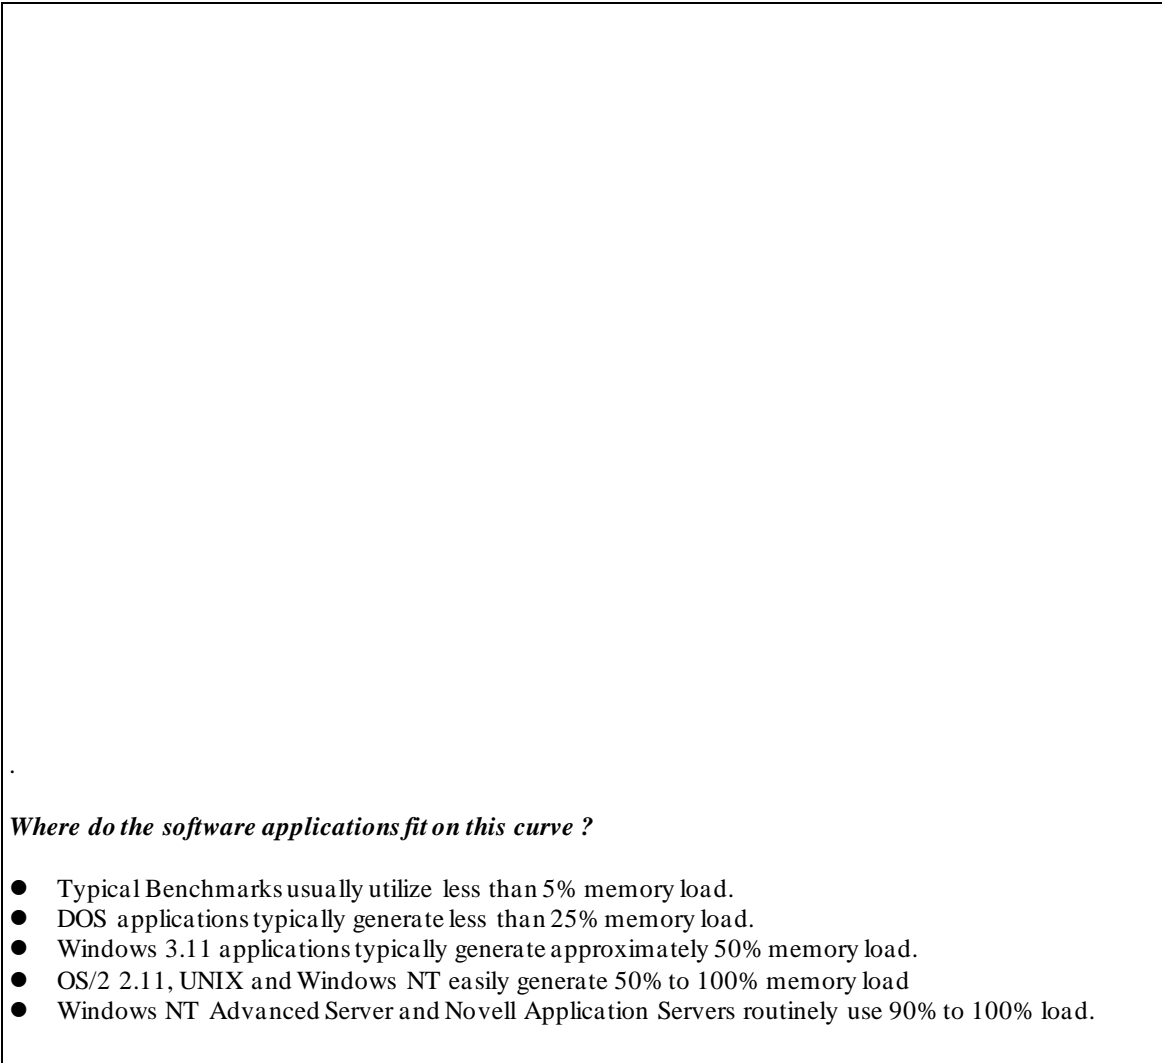 .
Where do the software applications fit on this curve ?
● Typical Benchmarks usually utilize less than 5% memory load.
● DOS applications typically generate less than 25% memory load.
● Windows 3.11 applications typically generate approximately 50% memory load.
● OS/2 2.11, UNIX and Windows NT easily generate 50% to 100% memory load
● Windows NT Advanced Server and Novell Application Servers routinely use 90% to 100% load.